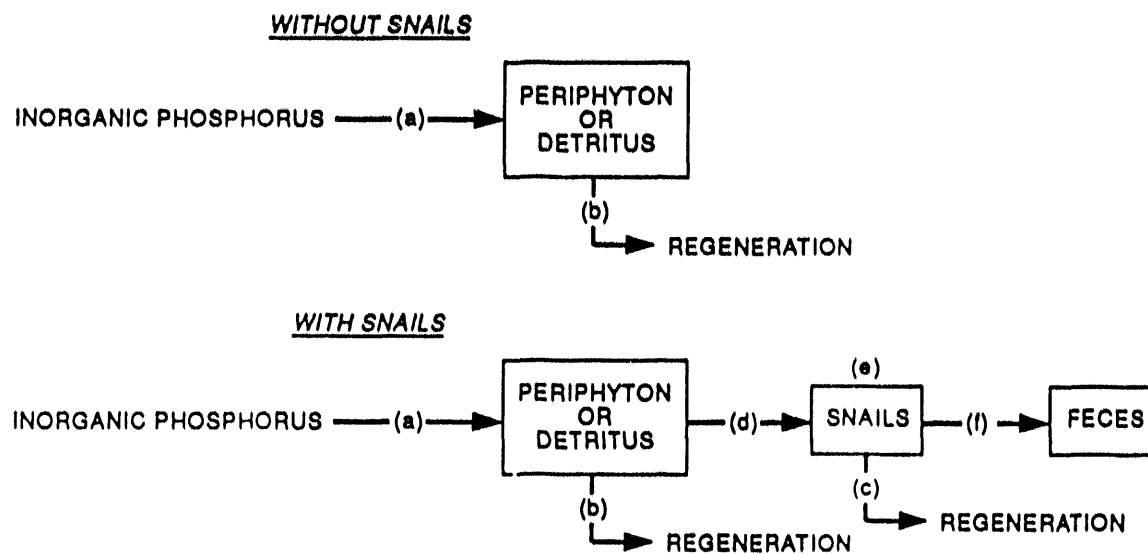 WITHOUT SNAILS
INORGANIC PHOSPHORUS (a)
PERIPHYTON
OR
DETRITUS
(b)
REGENERATION
WITH SNAILS
INORGANIC PHOSPHORUS (a)
PERIPHYTON
OR
DETRITUS
(b)
REGENERATION
(d)
(e)
SNAILS
(c)
REGENERATION
(f)
FECES